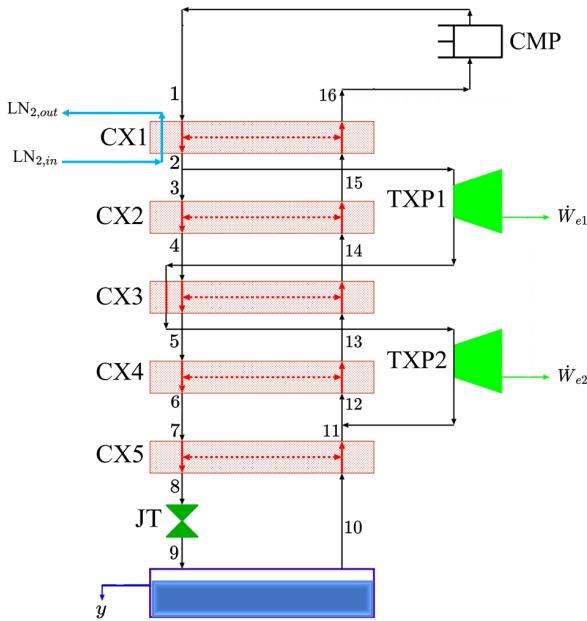 CMP
1
16
LN₂,out
CX1
LN₂,in
2
3
15
TXP1
CX2
Ẇe1
4
14
CX3
5
13
TXP2
CX4
Ẇe2
6
12
7
11
CX5
8
JT
10
9
y